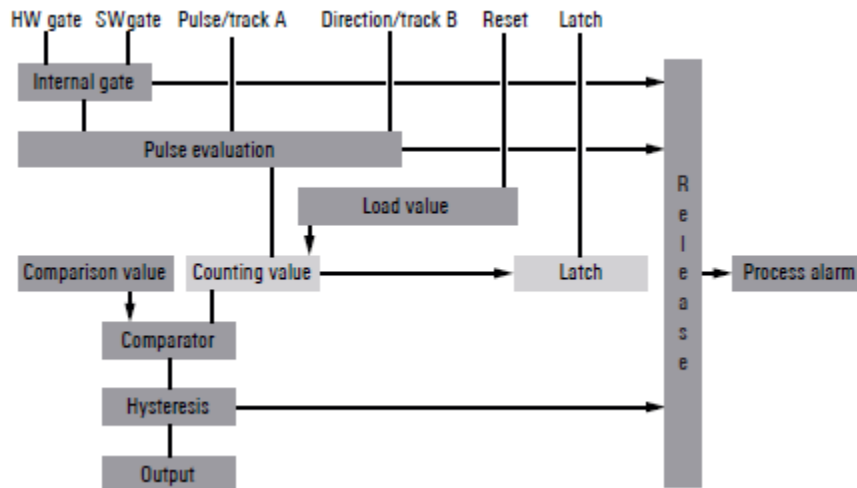 HW gate SWgate Pulse/track A Direction/track B Reset Latch
Internal gate
Pulse evaluation
Load value
Comparison value Counting value Latch
Release
Process alarm
Comparator
Hysteresis
Output